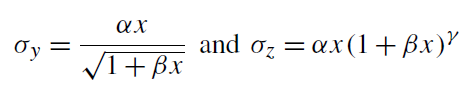 σ_y = αx / √(1 + βx) and σ_z = αx(1 + βx)^γ